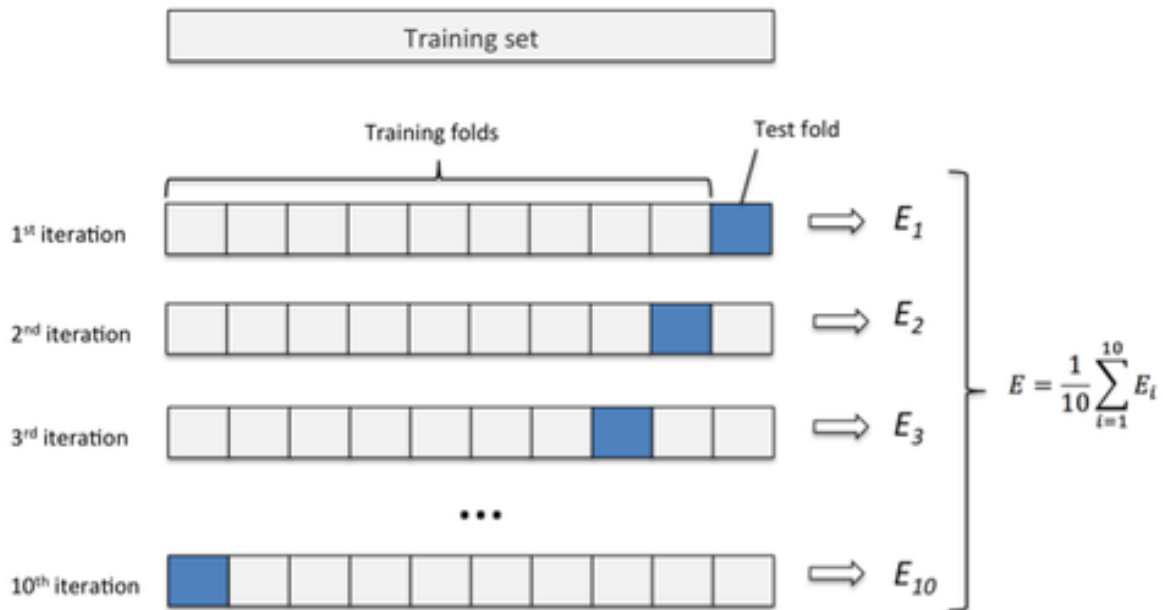 Training set
Training folds
Test fold
1st iteration
E1
2nd iteration
E2
3rd iteration
E3
E = 1/10 ∑ i=1 10 Ei
...
10th iteration
E10